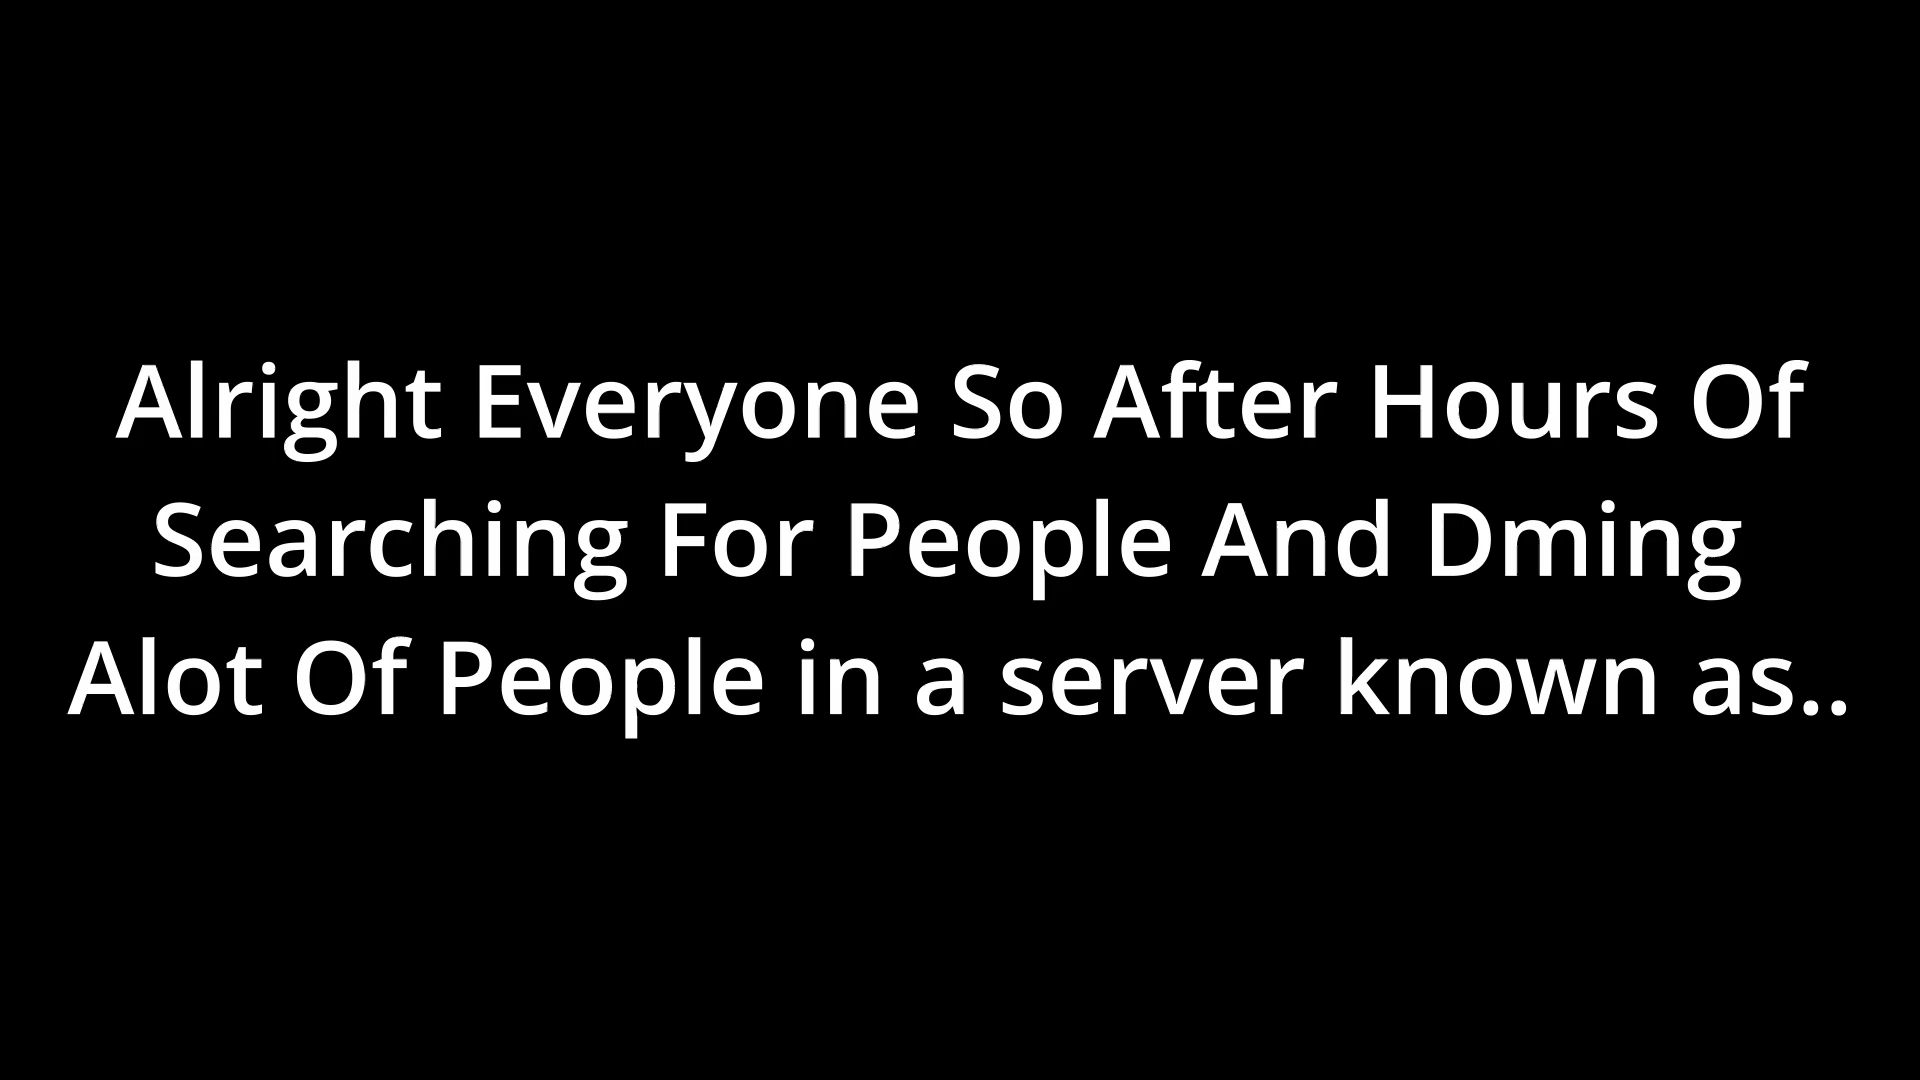 Alright Everyone So After Hours Of
Searching For People And Dming
Alot Of People in a server known as..